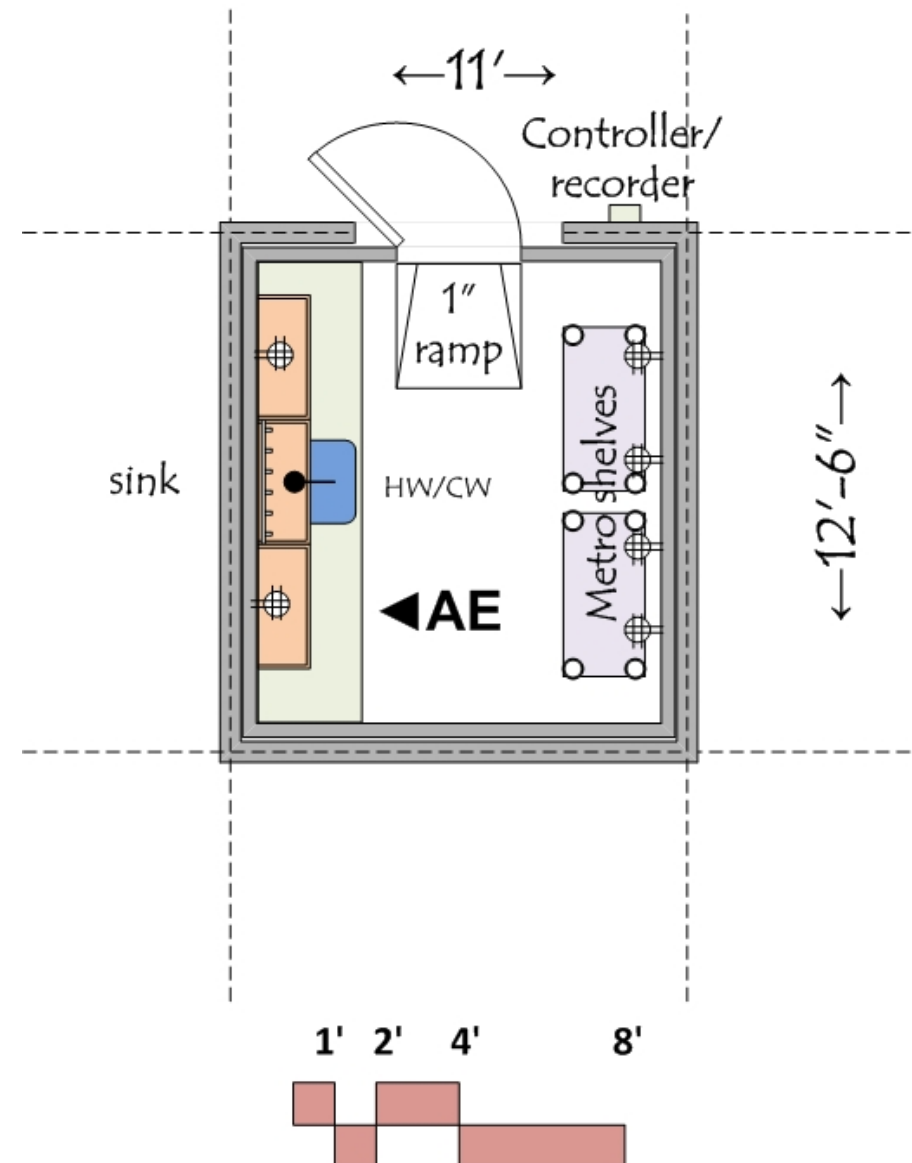 ←11′→
Controller/
recorder
1″
ramp
sink
HW/CW
Metro shelves
←12′-6″→
◀AE
1' 2' 4' 8'